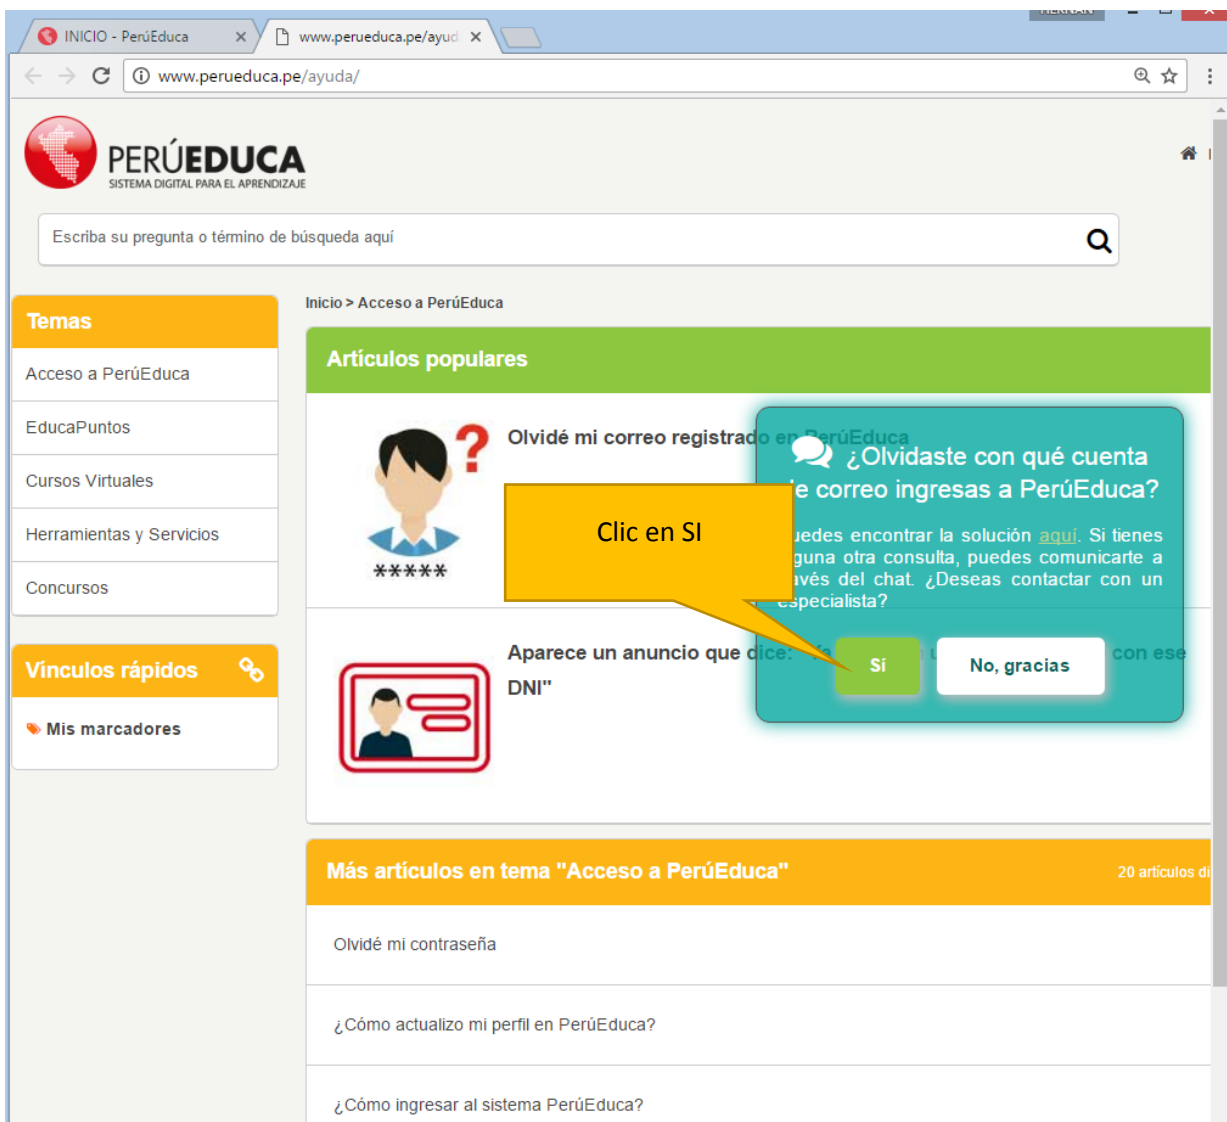 INICIO - PerúEduca
www.perueduca.pe/ayud
www.perueduca.pe/ayuda/
PERÚEDUCA
SISTEMA DIGITAL PARA EL APRENDIZAJE
Escriba su pregunta o término de búsqueda aquí
Temas
Acceso a PerúEduca
EducaPuntos
Cursos Virtuales
Herramientas y Servicios
Concursos
Vínculos rápidos
Mis marcadores
Inicio > Acceso a PerúEduca
Artículos populares
Olvidé mi correo registrado en PerúEduca
*****
Clic en SI
¿Olvidaste con qué cuenta
de correo ingresas a PerúEduca?
Puedes encontrar la solución aquí. Si tienes
alguna otra consulta, puedes comunicarte a
través del chat. ¿Deseas contactar con un
especialista?
Sí
No, gracias
Aparece un anuncio que dice: "Ya con ese
DNI"
Más artículos en tema "Acceso a PerúEduca"
20 artículos di
Olvidé mi contraseña
¿Cómo actualizo mi perfil en PerúEduca?
¿Cómo ingresar al sistema PerúEduca?